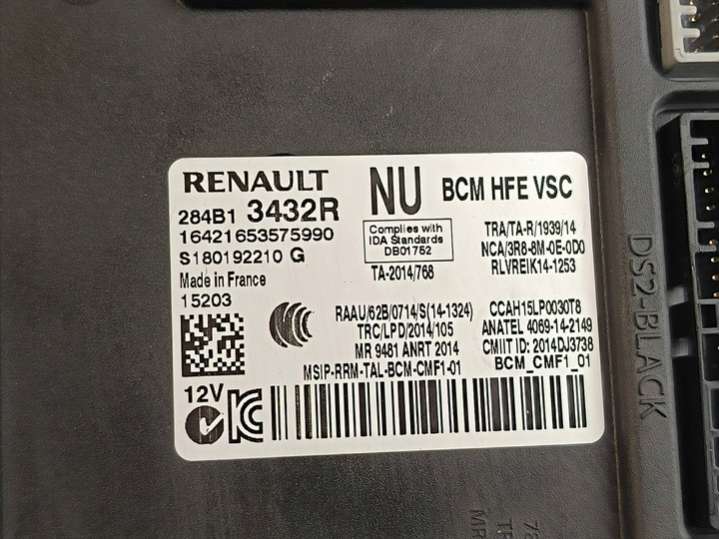 RENAULT
NU
BCM HFE VSC
284B1 3432R
16421653575990
S180192210 G
Made in France
15203
Complies with
IDA Standards
DB01752
TA-2014/768
TRA/TA-R/1939/14
NCA/3R8-8M-0E-0D0
RLVREIK14-1253
RAAU/62B/0714/S(14-1324)
TRC/LPD/2014/105
MR 9481 ANRT 2014
MSIP-RRM-TAL-BCM-CMF1-01
CCAH15LP0030T8
ANATEL 4069-14-2149
CMIIT ID: 2014DJ3738
BCM_CMF1_01
12V
DS2-BLACK